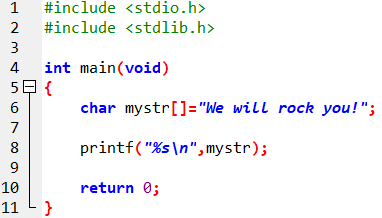 1 #include <stdio.h>
2 #include <stdlib.h>
3
4 int main(void)
5 {
6     char mystr[]="We will rock you!";
7
8     printf("%s\n",mystr);
9
10     return 0;
11 }